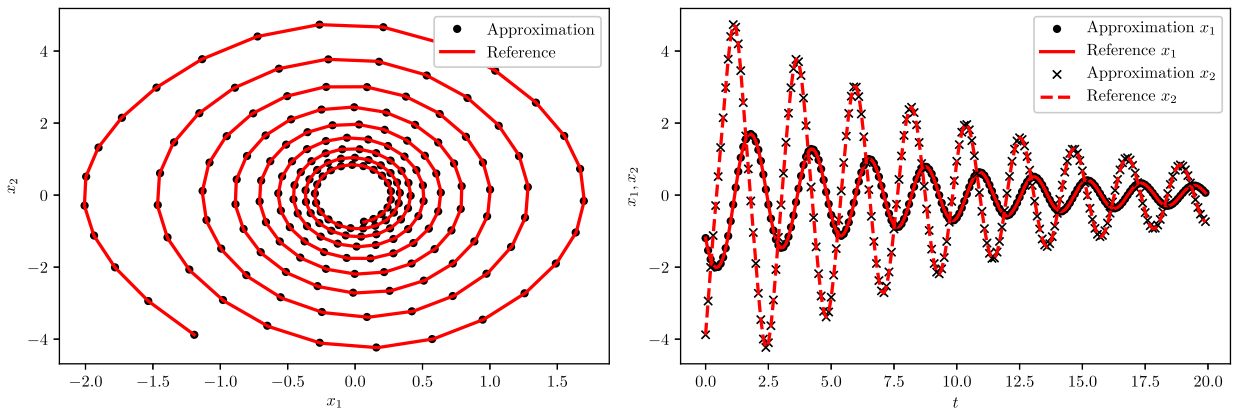 Approximation
Reference
4
2
0
−2
−4
x₂
−2.0 −1.5 −1.0 −0.5 0.0 0.5 1.0 1.5
x₁
Approximation x₁
Reference x₁
Approximation x₂
Reference x₂
4
2
0
−2
−4
x₁, x₂
0.0 2.5 5.0 7.5 10.0 12.5 15.0 17.5 20.0
t